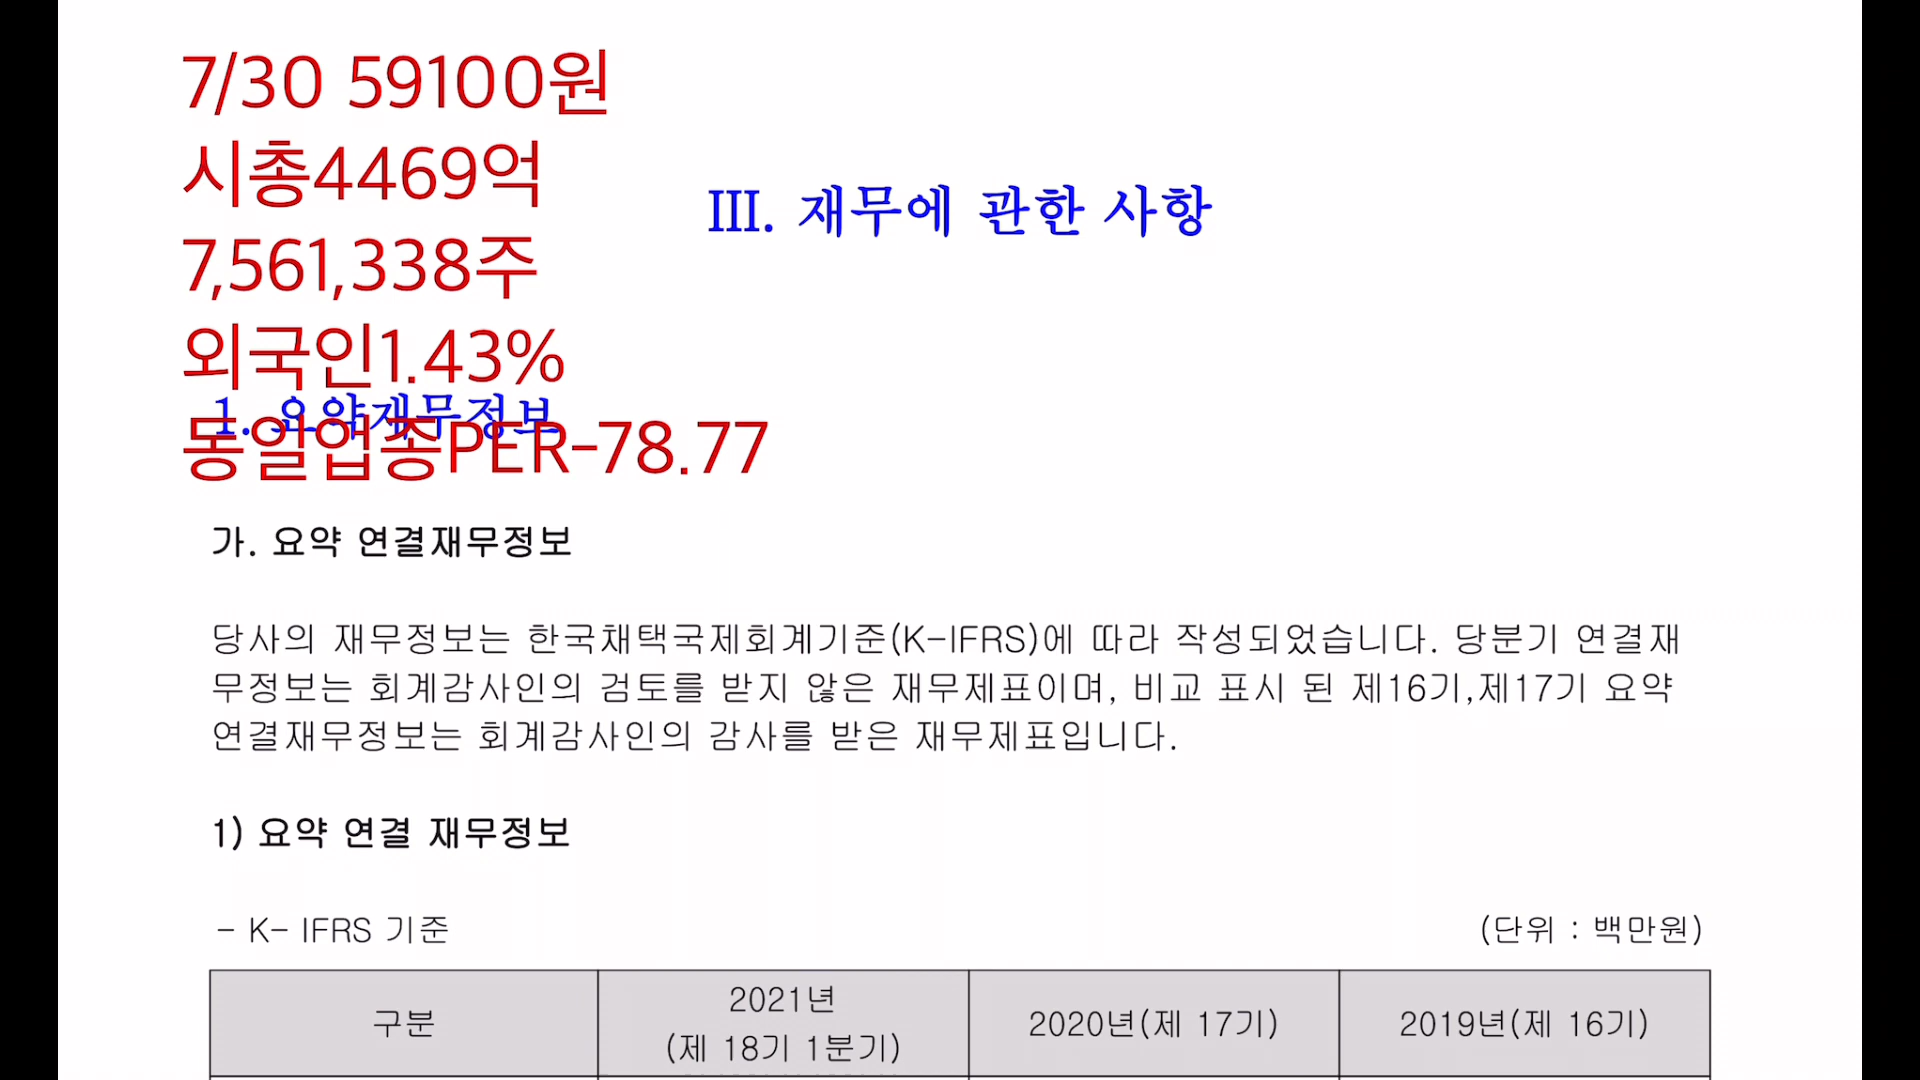 7/30 59100원
시총4469억
III. 재무에 관한 사항
7,561,338주
외국인1.43%
1. 요약재무정보
동일업종PER-78.77
가. 요약 연결재무정보
당사의 재무정보는 한국채택국제회계기준(K-IFRS)에 따라 작성되었습니다. 당분기 연결재
무정보는 회계감사인의 검토를 받지 않은 재무제표이며, 비교 표시 된 제16기,제17기 요약
연결재무정보는 회계감사인의 감사를 받은 재무제표입니다.
1) 요약 연결 재무정보
- K- IFRS 기준 (단위 : 백만원)
구분 2021년 (제 18기 1분기) 2020년(제 17기) 2019년(제 16기)